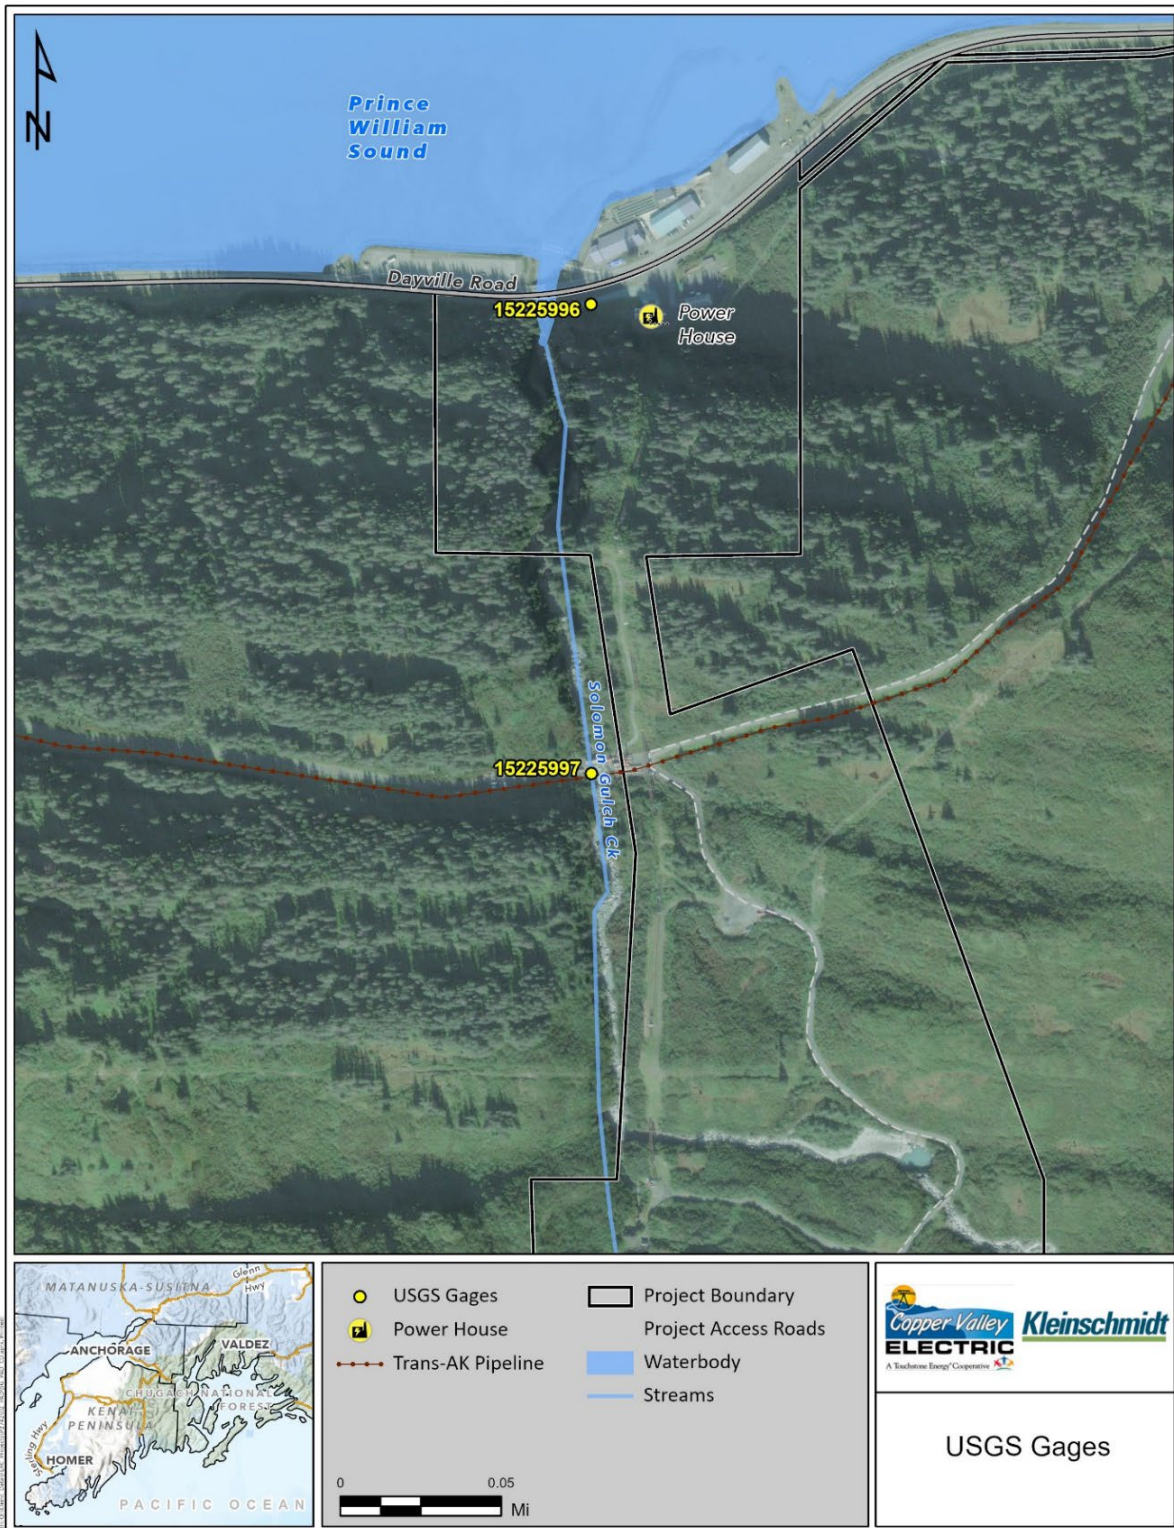 N
Prince
William
Sound
Dayville Road
15225996
Power
House
15225997
Solomon Gulch Ck
MATANUSKA-SUSITNA
Glenn
Hwy
ANCHORAGE
VALDEZ
CHUGACH NATIONAL
FOREST
KENAI
PENINSULA
Sterling Hwy
HOMER
PACIFIC OCEAN
USGS Gages
Power House
Trans-AK Pipeline
Project Boundary
Project Access Roads
Waterbody
Streams
0 0.05
Mi
Copper Valley
ELECTRIC
A Touchstone Energy® Cooperative
Kleinschmidt
USGS Gages